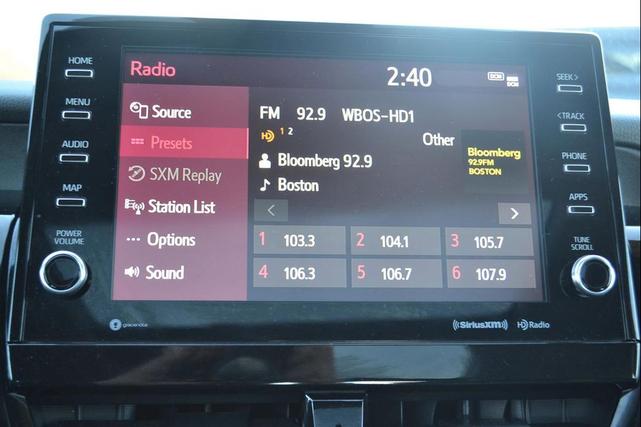 HOME
MENU
AUDIO
MAP
POWER
VOLUME
Radio
2:40
DCM
DCM
Source
Presets
SXM Replay
Station List
Options
Sound
FM 92.9 WBOS-HD1
HD 1 2
Other
Bloomberg 92.9
Boston
Bloomberg
92.9FM
BOSTON
< >
1 103.3 2 104.1 3 105.7
4 106.3 5 106.7 6 107.9
SEEK >
< TRACK
PHONE
APPS
TUNE
SCROLL
gracenote
((SiriusXM))
HD Radio